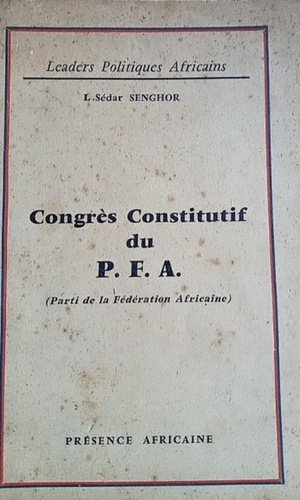 Leaders Politiques Africains
L.-Sédar SENGHOR
Congrès Constitutif
du
P. F. A.
(Parti de la Fédération Africaine)
PRÉSENCE AFRICAINE